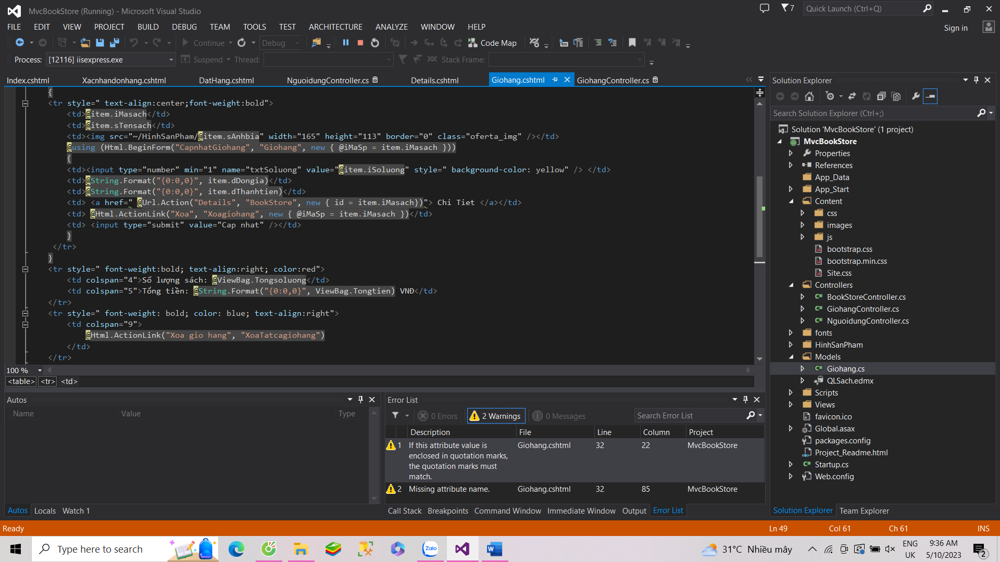 MvcBookStore (Running) - Microsoft Visual Studio
7
Quick Launch (Ctrl+Q)
FILE EDIT VIEW PROJECT BUILD DEBUG TEAM TOOLS TEST ARCHITECTURE ANALYZE WINDOW HELP
Sign in
Continue Debug Code Map
Process: [12116] iisexpress.exe Suspend Thread: Stack Frame:
Index.cshtml Xacnhandonhang.cshtml DatHang.cshtml NguoidungController.cs Details.cshtml Giohang.cshtml GiohangController.cs
{
<tr style=" text-align:center;font-weight:bold">
<td>@item.iMasach</td>
<td>@item.sTensach</td>
<td><img src="~/HinhSanPham/@item.sAnhbia" width="165" height="113" border="0" class="oferta_img" /></td>
@using (Html.BeginForm("CapnhatGiohang", "Giohang", new { @iMaSp = item.iMasach }))
{
<td><input type="number" min="1" name="txtSoluong" value="@item.iSoluong" style=" background-color: yellow" /> </td>
<td>@String.Format("{0:0,0}", item.dDongia)</td>
<td>@String.Format("{0:0,0}", item.dThanhtien)</td>
<td> <a href=" @Url.Action("Details", "BookStore", new { id = item.iMasach})"> Chi Tiet </a></td>
<td> @Html.ActionLink("Xoa", "Xoagiohang", new { @iMaSp = item.iMasach })</td>
<td> <input type="submit" value="Cap nhat" /></td>
}
</tr>
}
<tr style=" font-weight:bold; text-align:right; color:red">
<td colspan="4">Số lượng sách: @ViewBag.Tongsoluong</td>
<td colspan="5">Tổng tiền: @String.Format("{0:0,0}", ViewBag.Tongtien) VNĐ</td>
</tr>
<tr style=" font-weight: bold; color: blue; text-align:right">
<td colspan="9">
@Html.ActionLink("Xoa gio hang", "XoaTatcagiohang")
</td>
</tr>
100 %
<table> <tr> <td>
Autos
Name Value Type
Autos Locals Watch 1
Error List
0 Errors 2 Warnings 0 Messages Search Error List
Description File Line Column Project
1 If this attribute value is enclosed in quotation marks, the quotation marks must match. Giohang.cshtml 32 22 MvcBookStore
2 Missing attribute name. Giohang.cshtml 32 85 MvcBookStore
Call Stack Breakpoints Command Window Immediate Window Output Error List
Solution Explorer
Search Solution Explorer (Ctrl+;)
Solution 'MvcBookStore' (1 project)
MvcBookStore
Properties
References
App_Data
App_Start
Content
css
images
js
bootstrap.css
bootstrap.min.css
Site.css
Controllers
BookStoreController.cs
GiohangController.cs
NguoidungController.cs
fonts
HinhSanPham
Models
Giohang.cs
QLSach.edmx
Scripts
Views
favicon.ico
Global.asax
packages.config
Project_Readme.html
Startup.cs
Web.config
Solution Explorer Team Explorer
Ready Ln 49 Col 61 Ch 61 INS
Type here to search
Zalo
31°C Nhiều mây
ENG
UK
9:36 AM
5/10/2023
2